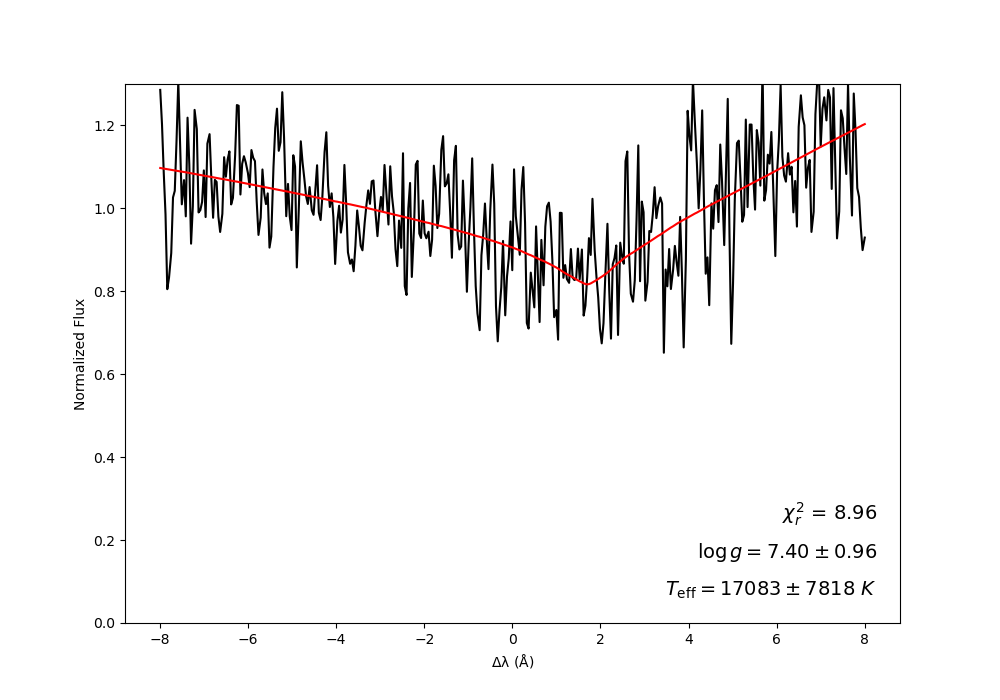 1.2
1.0
0.8
0.6
0.4
0.2
0.0
Normalized Flux
χ²ᵣ = 8.96
log g = 7.40 ± 0.96
T_eff = 17083 ± 7818 K
−8 −6 −4 −2 0 2 4 6 8
Δλ (Å)